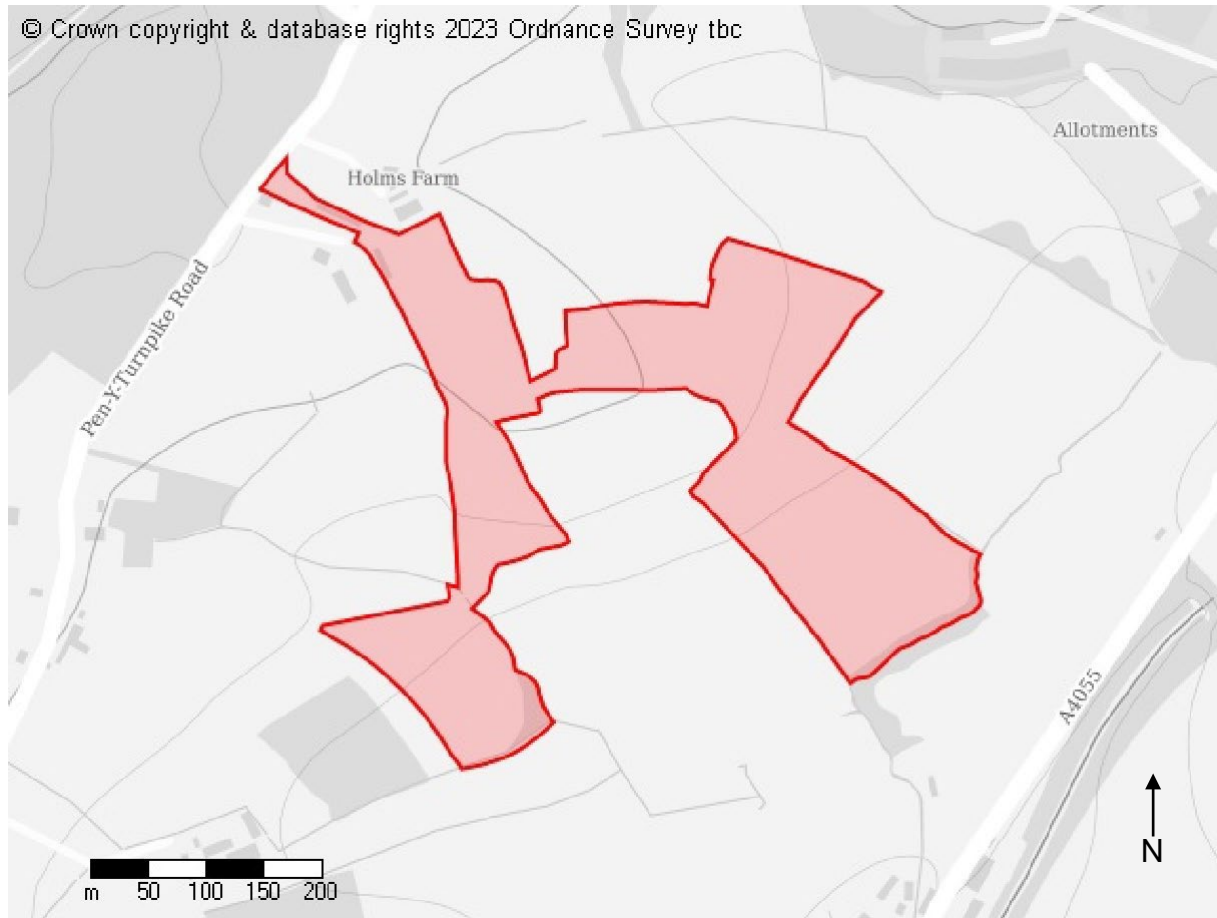 © Crown copyright & database rights 2023 Ordnance Survey tbc
Allotments
Holms Farm
Pen-Y-Turnpike Road
A4055
N
m 50 100 150 200